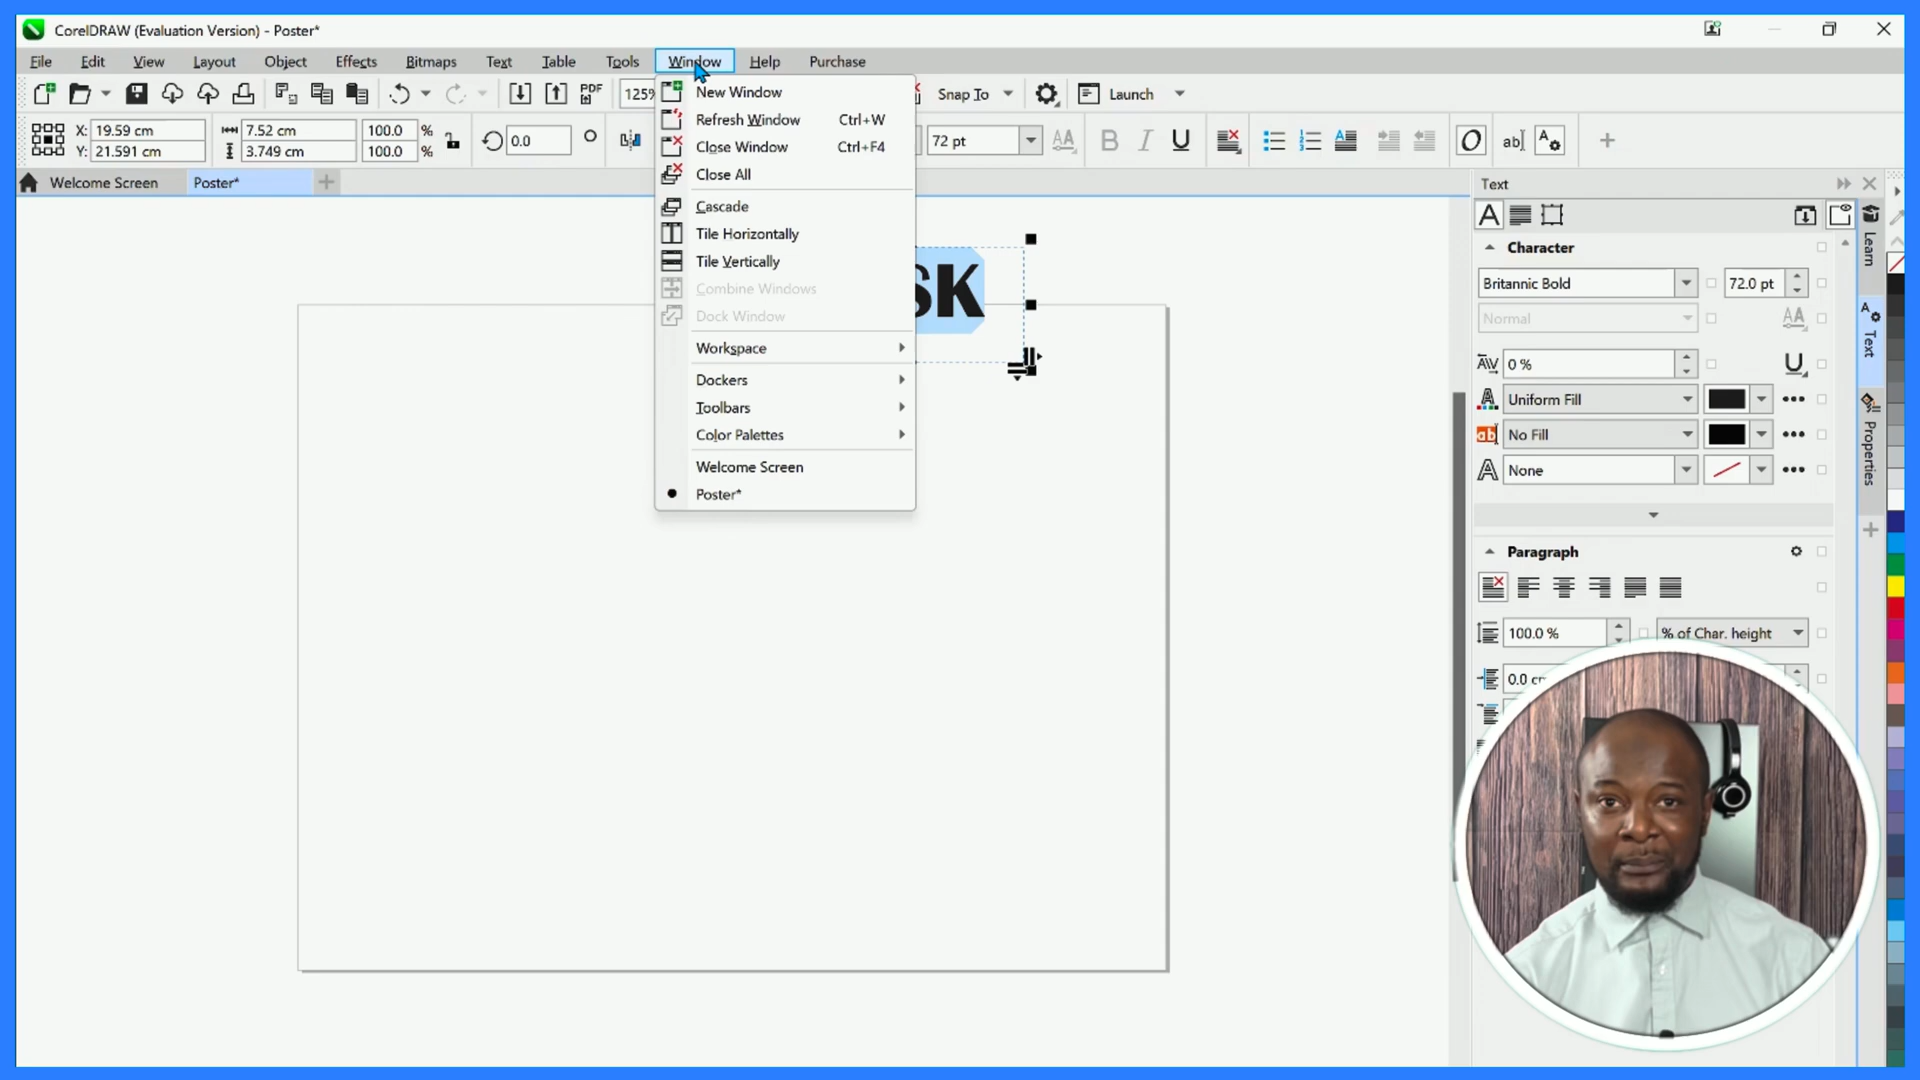 CorelDRAW (Evaluation Version) - Poster*
File Edit View Layout Object Effects Bitmaps Text Table Tools Window Help Purchase
PDF 125% Snap To Launch
X: 19.59 cm 7.52 cm 100.0 % 0.0 72 pt
Y: 21.591 cm 3.749 cm 100.0 %
B I U O ab
Welcome Screen Poster*
New Window
Refresh Window Ctrl+W
Close Window Ctrl+F4
Close All
Cascade
Tile Horizontally
Tile Vertically
Combine Windows
Dock Window
Workspace
Dockers
Toolbars
Color Palettes
Welcome Screen
Poster*
SK
Text
Character
Britannic Bold 72.0 pt
Normal
0 %
Uniform Fill
No Fill
None
Paragraph
100.0 % % of Char. height
Learn
Text
Properties